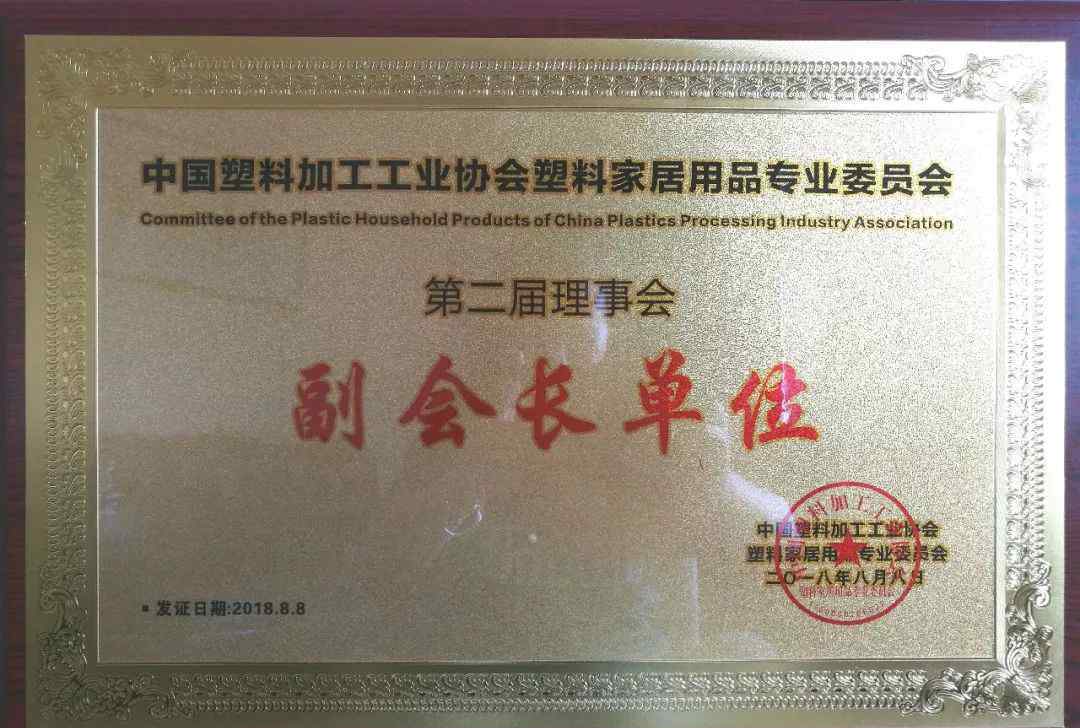 中国塑料加工工业协会塑料家居用品专业委员会
Committee of the Plastic Household Products of China Plastics Processing Industry Association
第二届理事会
副会长单位
中国塑料加工工业协会
塑料家居用品专业委员会
二〇一八年八月八日
▪ 发证日期:2018.8.8